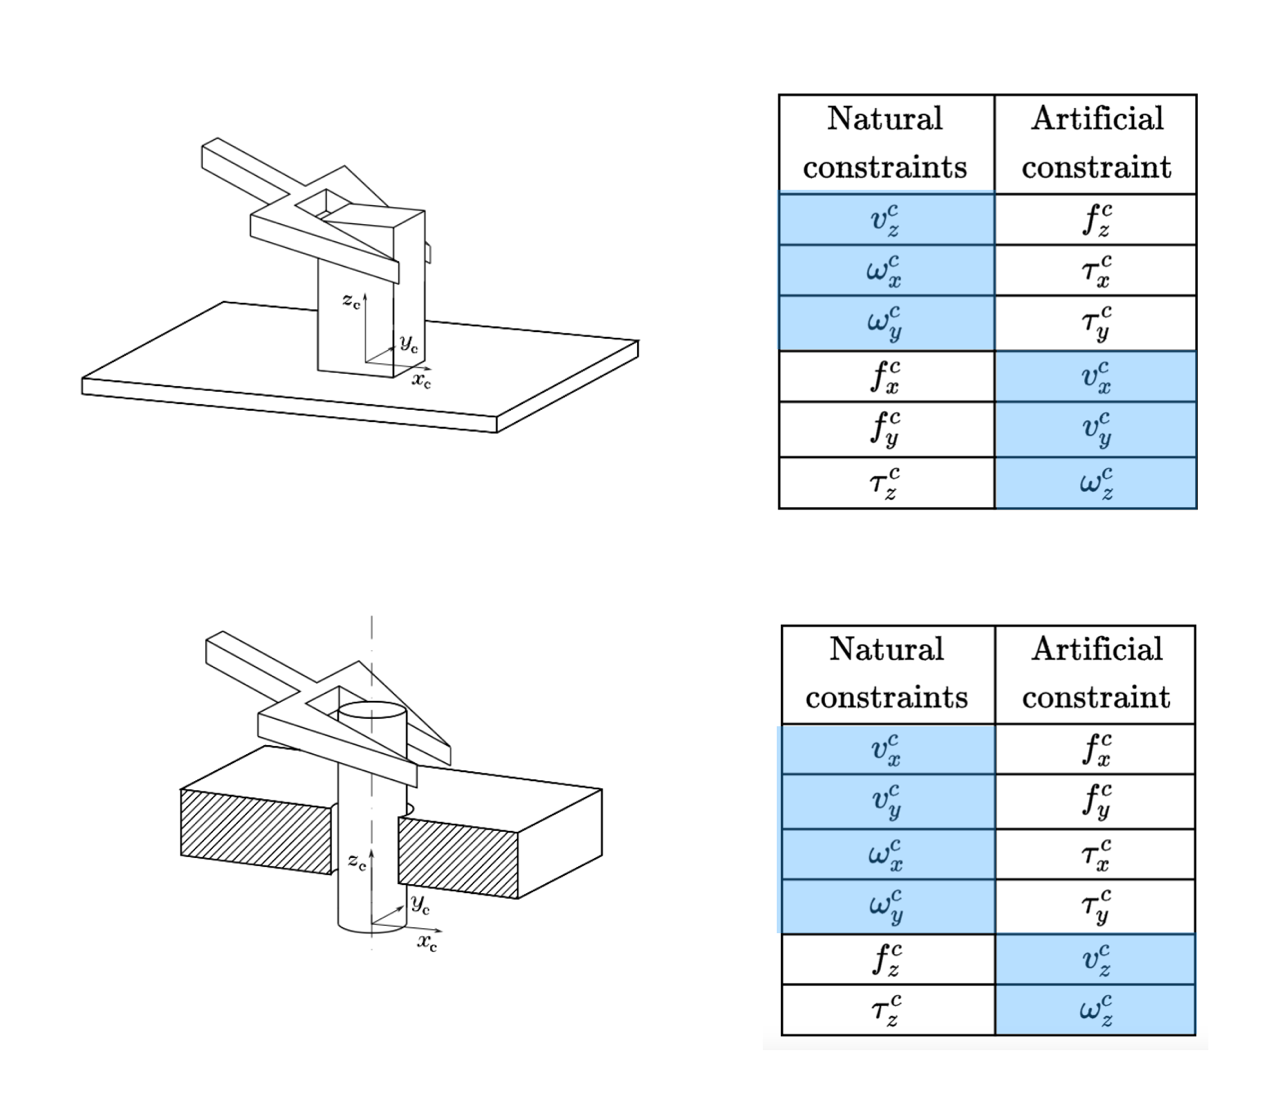 Natural constraints | Artificial constraint
v_z^c | f_z^c
ω_x^c | τ_x^c
ω_y^c | τ_y^c
f_x^c | v_x^c
f_y^c | v_y^c
τ_z^c | ω_z^c
z_c
y_c
x_c
Natural constraints | Artificial constraint
v_x^c | f_x^c
v_y^c | f_y^c
ω_x^c | τ_x^c
ω_y^c | τ_y^c
f_z^c | v_z^c
τ_z^c | ω_z^c
z_c
y_c
x_c